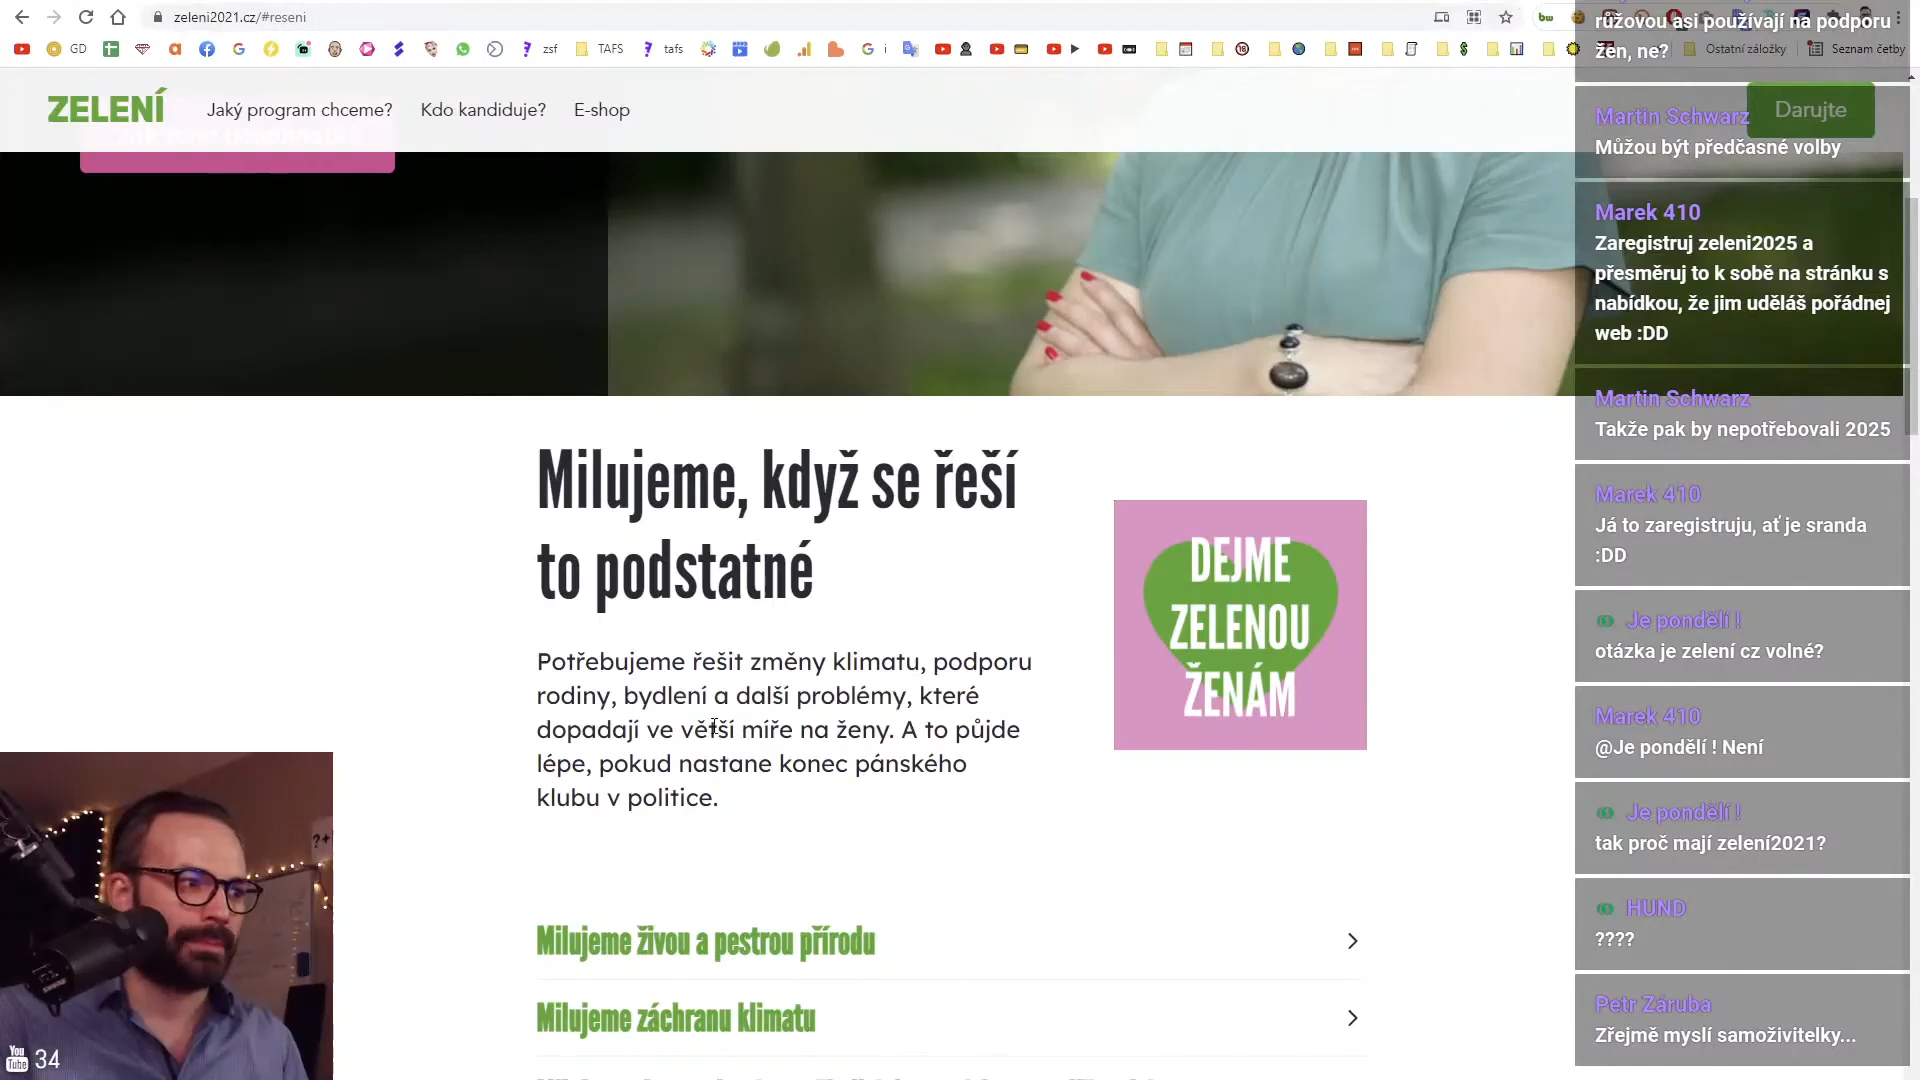 zeleni2021.cz/#reseni
GD
zsf
TAFS
tafs
Ostatní záložky
Seznam četby
ZELENÍ
Jaký program chceme?
Kdo kandiduje?
E-shop
Darujte
Milujeme, když se řeší
to podstatné
Potřebujeme řešit změny klimatu, podporu
rodiny, bydlení a další problémy, které
dopadají ve větší míře na ženy. A to půjde
lépe, pokud nastane konec pánského
klubu v politice.
DEJME
ZELENOU
ŽENÁM
Milujeme živou a pestrou přírodu
Milujeme záchranu klimatu
růžovou asi používají na podporu
žen, ne?
Martin Schwarz
Můžou být předčasné volby
Marek 410
Zaregistruj zeleni2025 a
přesměruj to k sobě na stránku s
nabídkou, že jim uděláš pořádnej
web :DD
Martin Schwarz
Takže pak by nepotřebovali 2025
Marek 410
Já to zaregistruju, ať je sranda
:DD
Je pondělí !
otázka je zelení cz volné?
Marek 410
@Je pondělí ! Není
Je pondělí !
tak proč mají zelení2021?
HUND
????
Petr Záruba
Zřejmě myslí samoživitelky...
You
Tube
34